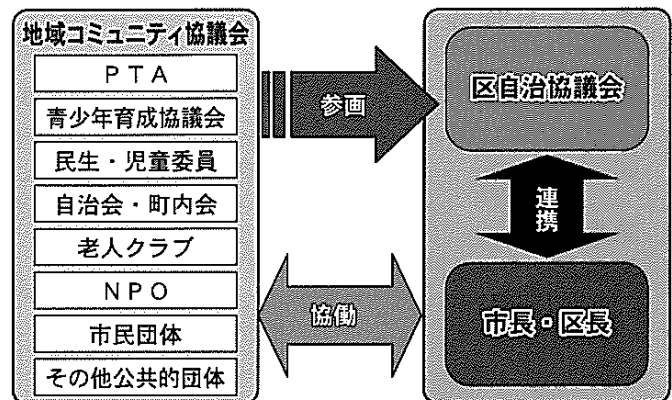 地域コミュニティ協議会
PTA
青少年育成協議会
民生・児童委員
自治会・町内会
老人クラブ
NPO
市民団体
その他公共的団体
参画
協働
区自治協議会
連携
市長・区長